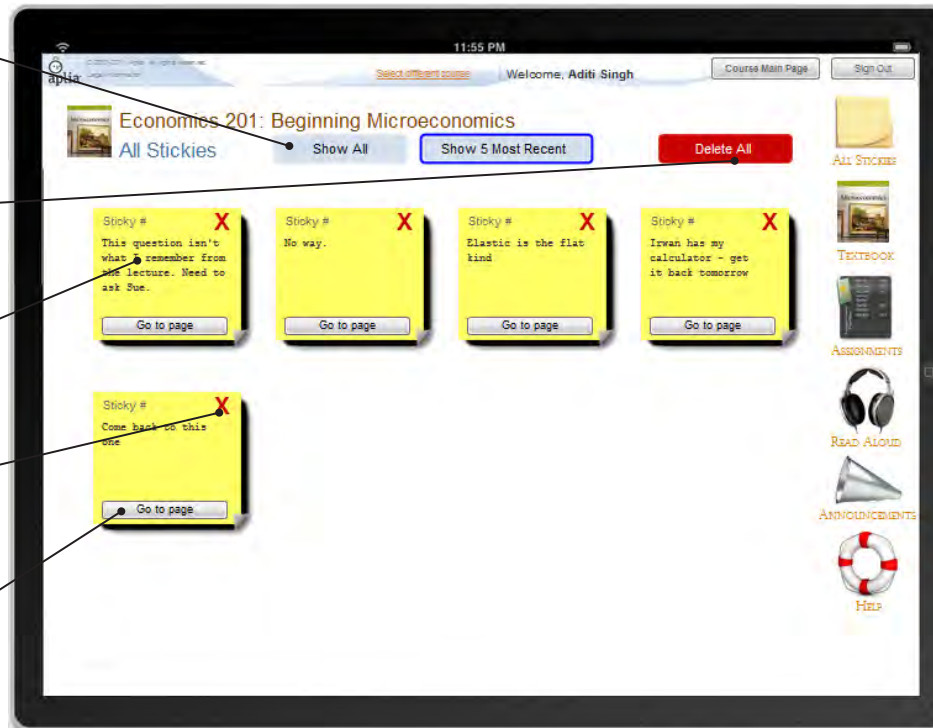 11:55 PM
aplia
Select different course
Welcome, Aditi Singh
Course Main Page
Sign Out
Economics 201: Beginning Microeconomics
All Stickies
Show All
Show 5 Most Recent
Delete All
Sticky #
X
This question isn't
what I remember from
the lecture. Need to
ask Sue.
Go to page
Sticky #
X
No way.
Go to page
Sticky #
X
Elastic is the flat
kind
Go to page
Sticky #
X
Irwan has my
calculator - get
it back tomorrow
Go to page
Sticky #
X
Come back to this
one
Go to page
All Stickies
Textbook
Assignments
Read Aloud
Announcements
Help